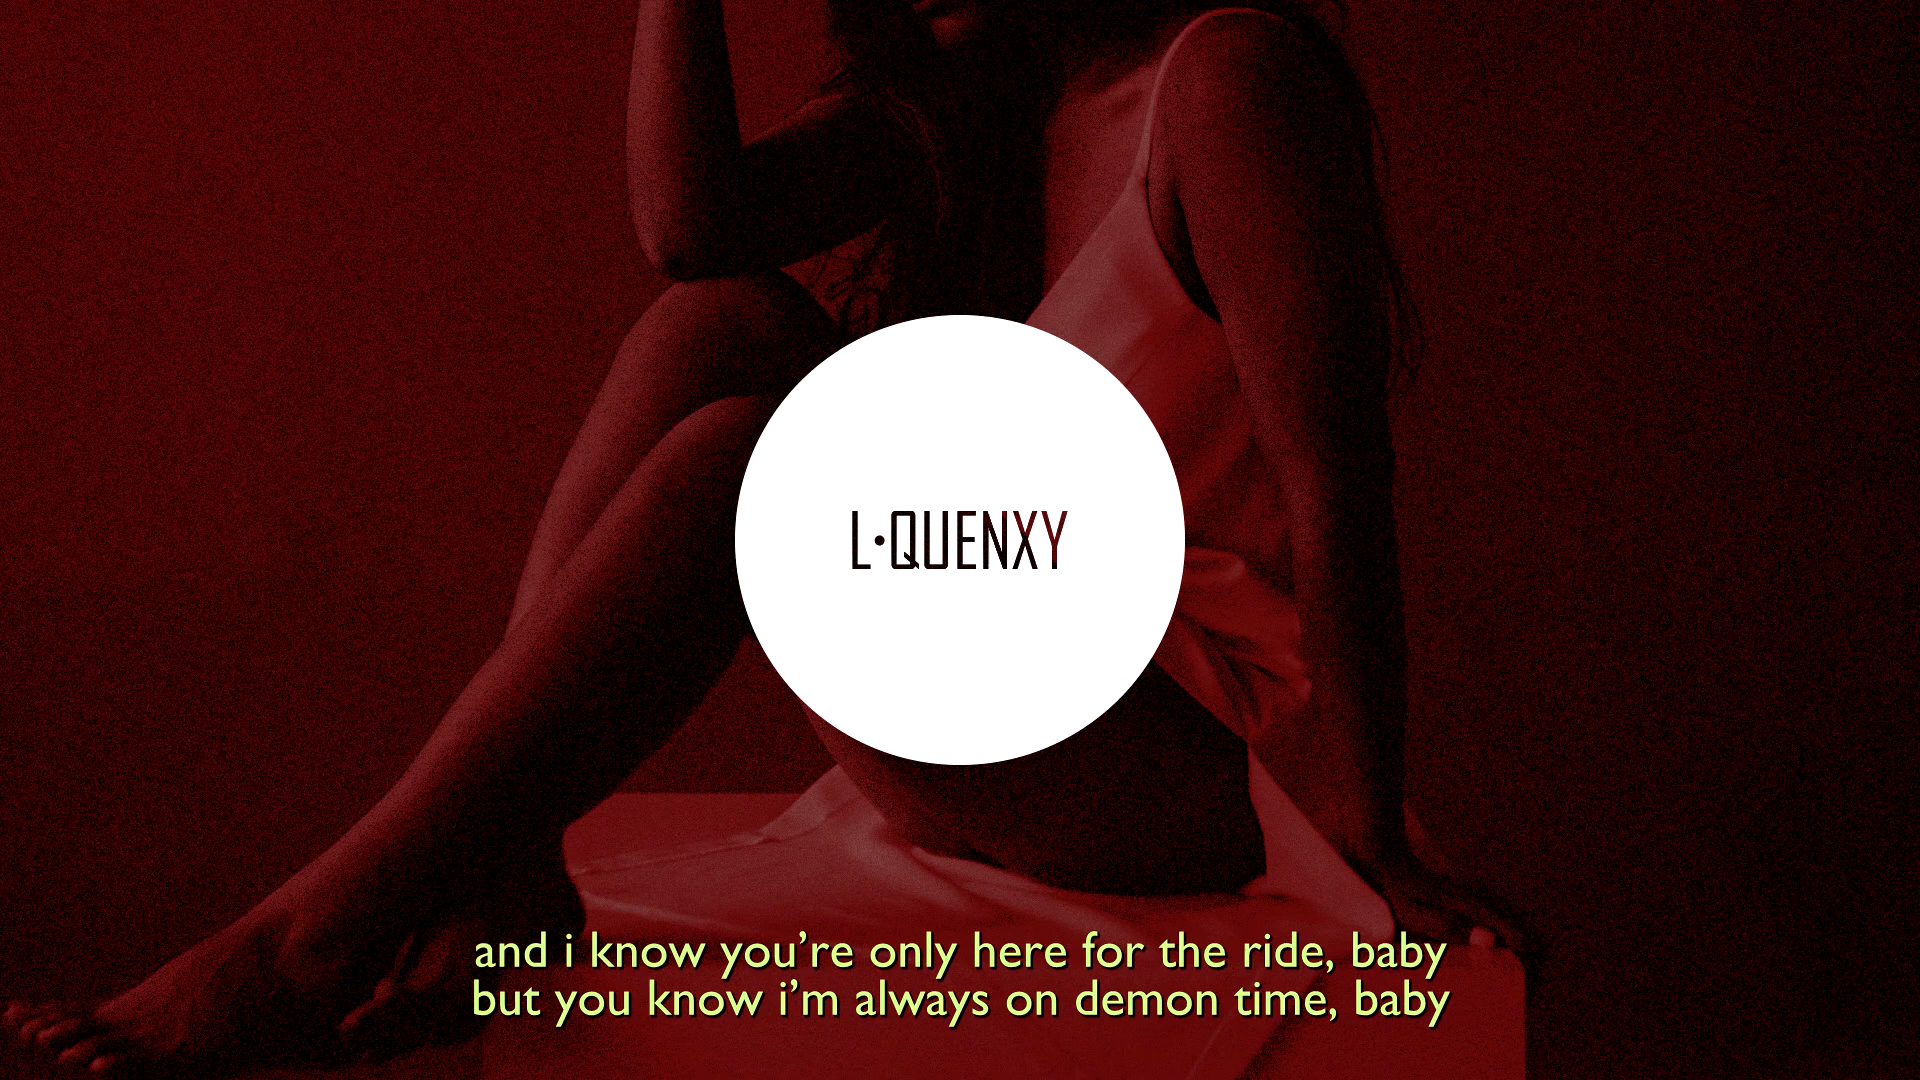 L·QUENXY
and i know you’re only here for the ride, baby
but you know i’m always on demon time, baby